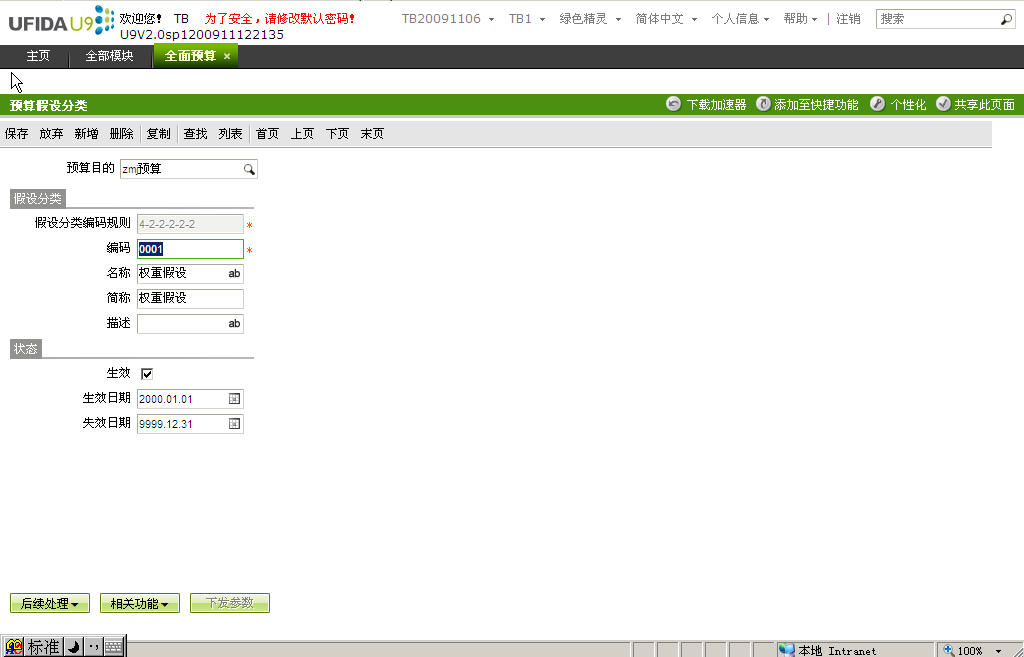 UFIDA U9 欢迎您! TB 为了安全，请修改默认密码! TB20091106 TB1 绿色精灵 简体中文 个人信息 帮助 注销 搜索
U9V2.0sp1200911122135
主页 全部模块 全面预算 ×
预算假设分类 下载加速器 添加至快捷功能 个性化 共享此页面
保存 放弃 新增 删除 复制 查找 列表 首页 上页 下页 末页
预算目的 zm预算
假设分类
假设分类编码规则 4-2-2-2-2-2 *
编码 0001 *
名称 权重假设 ab
简称 权重假设
描述 ab
状态
生效
生效日期 2000.01.01
失效日期 9999.12.31
后续处理 相关功能 下发参数
标准 本地 Intranet 100%